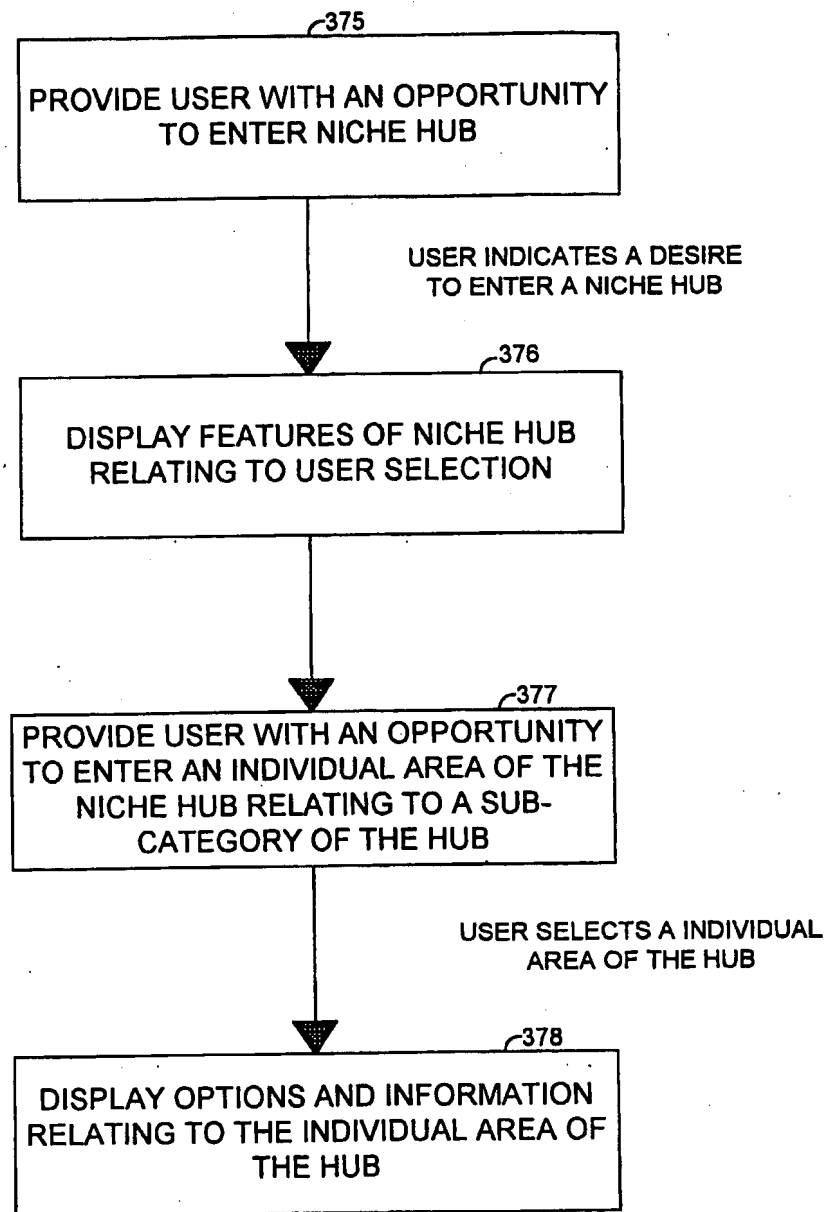 375
PROVIDE USER WITH AN OPPORTUNITY
TO ENTER NICHE HUB
USER INDICATES A DESIRE
TO ENTER A NICHE HUB
376
DISPLAY FEATURES OF NICHE HUB
RELATING TO USER SELECTION
377
PROVIDE USER WITH AN OPPORTUNITY
TO ENTER AN INDIVIDUAL AREA OF THE
NICHE HUB RELATING TO A SUB-
CATEGORY OF THE HUB
USER SELECTS A INDIVIDUAL
AREA OF THE HUB
378
DISPLAY OPTIONS AND INFORMATION
RELATING TO THE INDIVIDUAL AREA OF
THE HUB